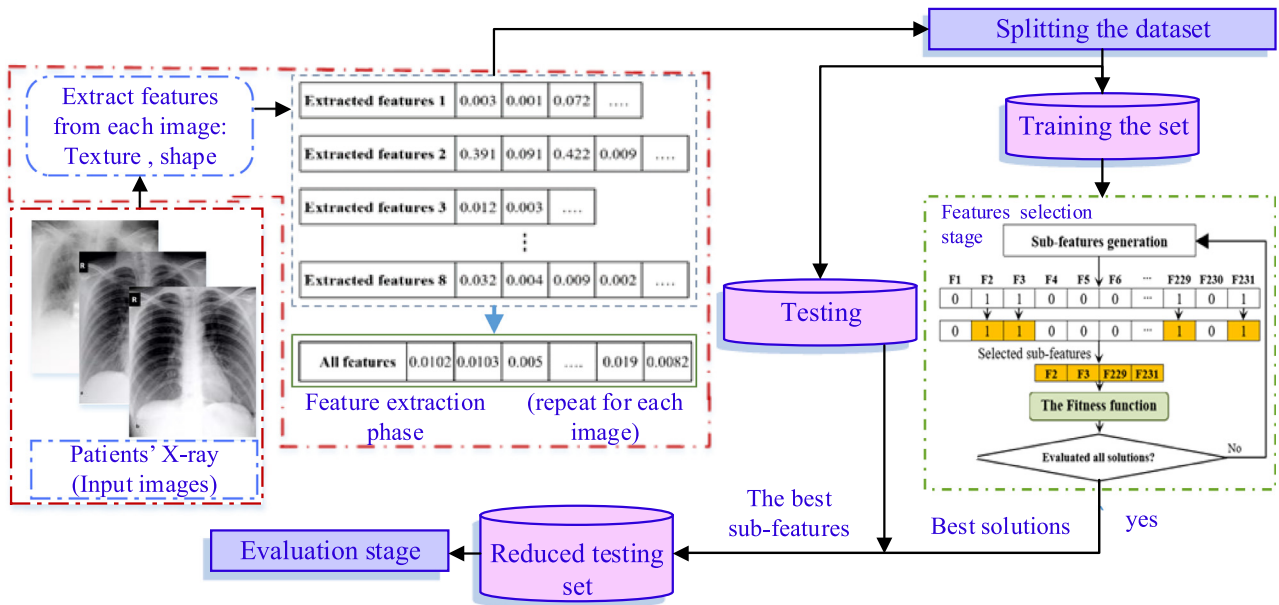 Splitting the dataset
Extract features
from each image:
Texture , shape
Extracted features 1 0.003 0.001 0.072 ....
Extracted features 2 0.391 0.091 0.422 0.009 ....
Extracted features 3 0.012 0.003 ....
Extracted features 8 0.032 0.004 0.009 0.002 ....
All features 0.0102 0.0103 0.005 ..... 0.019 0.0082
Feature extraction
phase
(repeat for each
image)
R
R
Patients’ X-ray
(Input images)
Training the set
Testing
Features selection
stage
Sub-features generation
F1 F2 F3 F4 F5 F6 ... F229 F230 F231
0 1 1 0 0 0 ... 1 0 1
0 1 1 0 0 0 ... 1 0 1
Selected sub-features
F2 F3 F229 F231
The Fitness function
Evaluated all solutions?
No
yes
Best solutions
The best
sub-features
Reduced testing
set
Evaluation stage